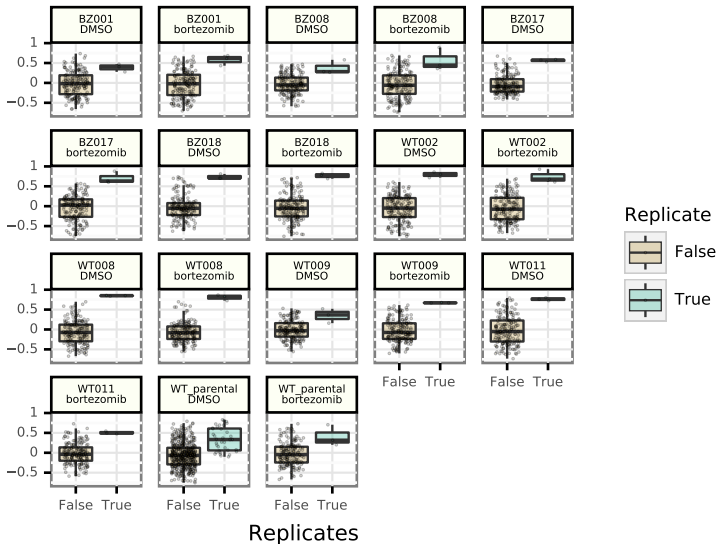 BZ001
DMSO
BZ001
bortezomib
BZ008
DMSO
BZ008
bortezomib
BZ017
DMSO
1
0.5
0
−0.5
BZ017
bortezomib
BZ018
DMSO
BZ018
bortezomib
WT002
DMSO
WT002
bortezomib
1
0.5
0
−0.5
WT008
DMSO
WT008
bortezomib
WT009
DMSO
WT009
bortezomib
WT011
DMSO
1
0.5
0
−0.5
False True False True
WT011
bortezomib
WT_parental
DMSO
WT_parental
bortezomib
1
0.5
0
−0.5
False True False True False True
Replicates
Replicate
False
True